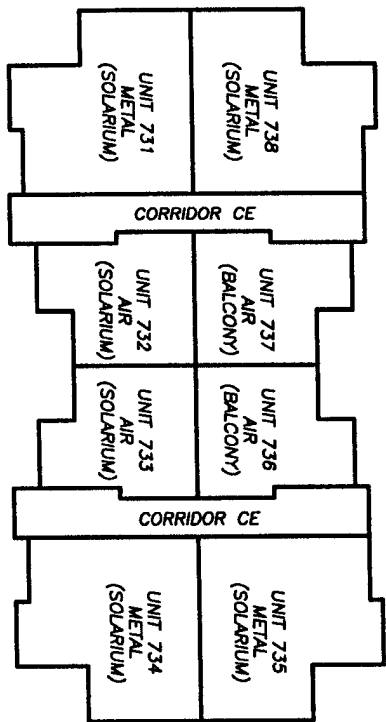 UNIT 731
METAL
(SOLARIUM)
UNIT 738
METAL
(SOLARIUM)
CORRIDOR CE
UNIT 732
AIR
(SOLARIUM)
UNIT 737
AIR
(BALCONY)
UNIT 733
AIR
(SOLARIUM)
UNIT 736
AIR
(BALCONY)
CORRIDOR CE
UNIT 734
METAL
(SOLARIUM)
UNIT 735
METAL
(SOLARIUM)